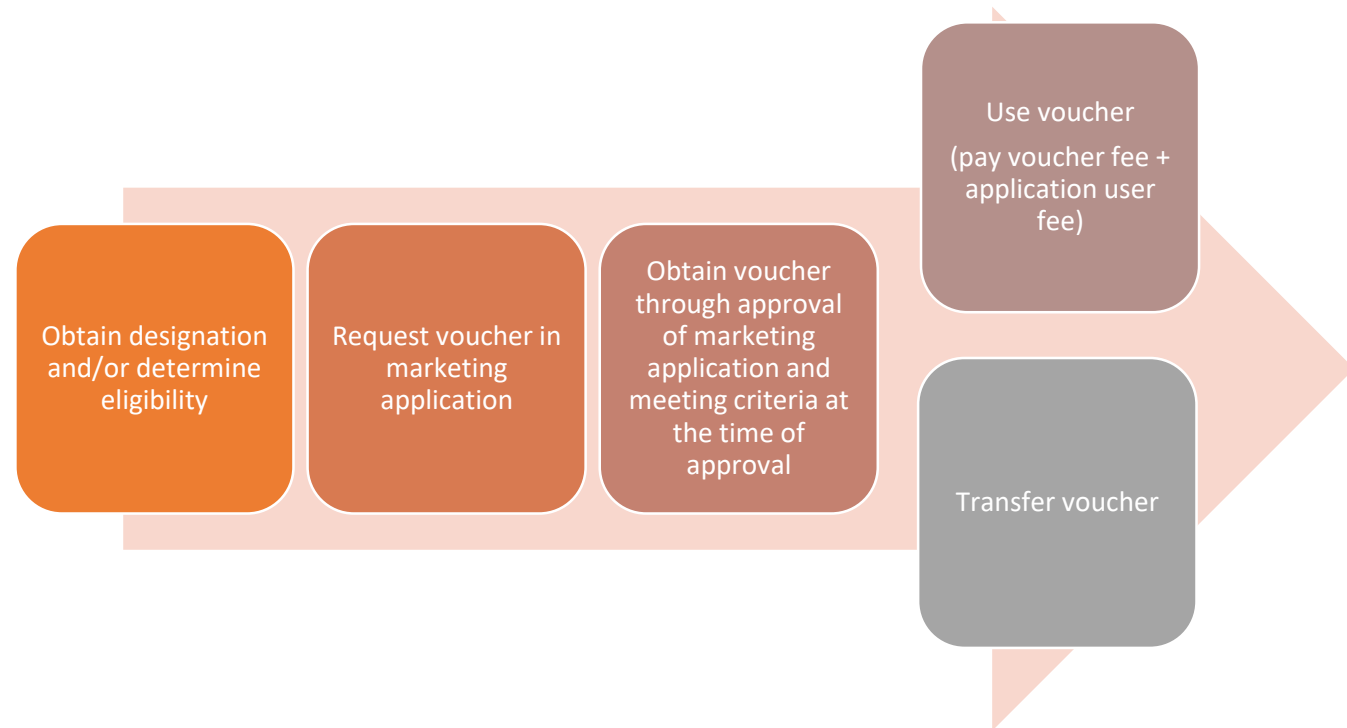 Obtain designation
and/or determine
eligibility
Request voucher in
marketing
application
Obtain voucher
through approval
of marketing
application and
meeting criteria at
the time of
approval
Use voucher
(pay voucher fee +
application user
fee)
Transfer voucher